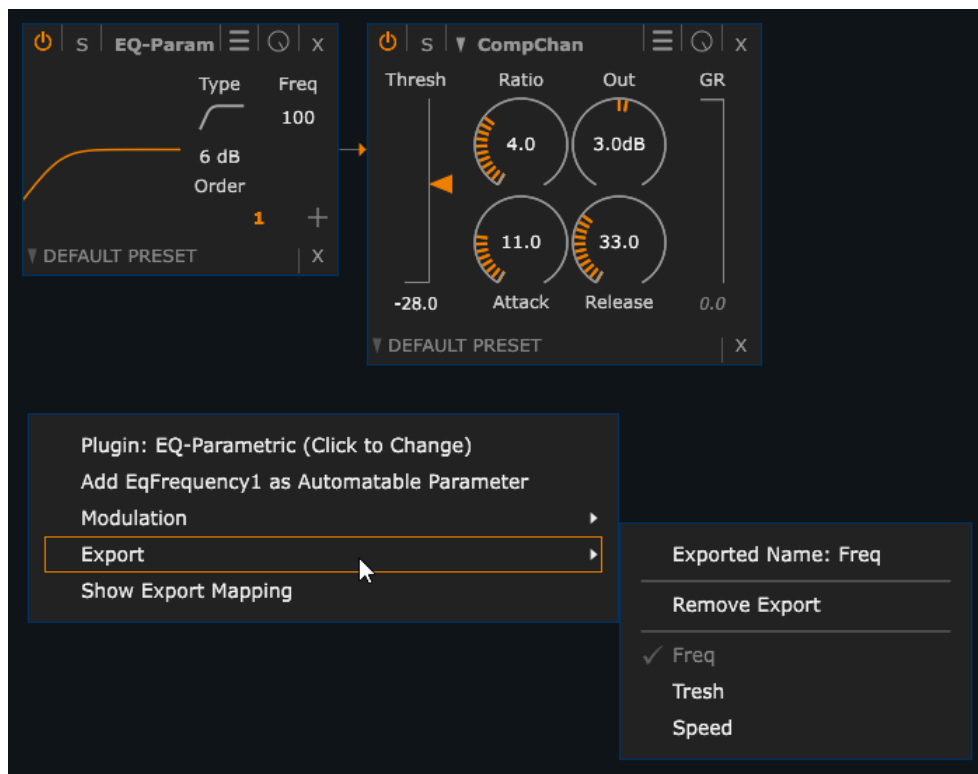 S EQ-Param X
Type Freq
100
6 dB
Order
1 +
DEFAULT PRESET X
S CompChan X
Thresh Ratio Out GR
4.0 3.0dB
11.0 33.0
-28.0 Attack Release 0.0
DEFAULT PRESET X
Plugin: EQ-Parametric (Click to Change)
Add EqFrequency1 as Automatable Parameter
Modulation
Export
Show Export Mapping
Exported Name: Freq
Remove Export
Freq
Tresh
Speed